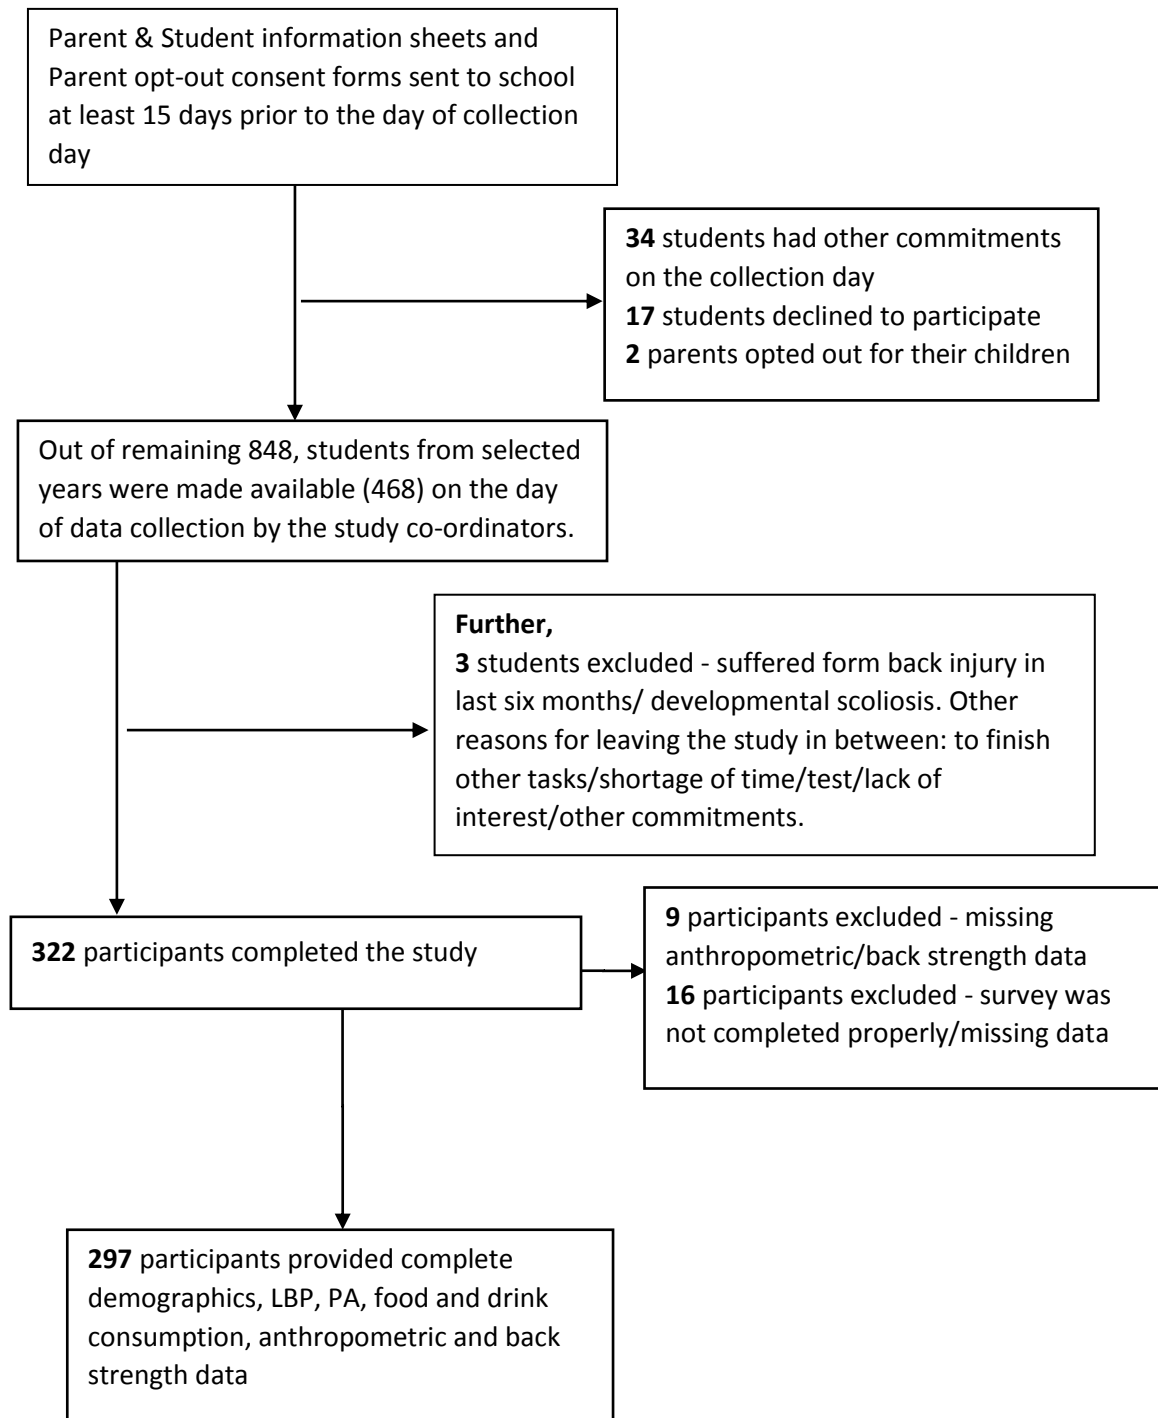 Parent & Student information sheets and
Parent opt-out consent forms sent to school
at least 15 days prior to the day of collection
day
34 students had other commitments
on the collection day
17 students declined to participate
2 parents opted out for their children
Out of remaining 848, students from selected
years were made available (468) on the day
of data collection by the study co-ordinators.
Further,
3 students excluded - suffered form back injury in
last six months/ developmental scoliosis. Other
reasons for leaving the study in between: to finish
other tasks/shortage of time/test/lack of
interest/other commitments.
322 participants completed the study
9 participants excluded - missing
anthropometric/back strength data
16 participants excluded - survey was
not completed properly/missing data
297 participants provided complete
demographics, LBP, PA, food and drink
consumption, anthropometric and back
strength data